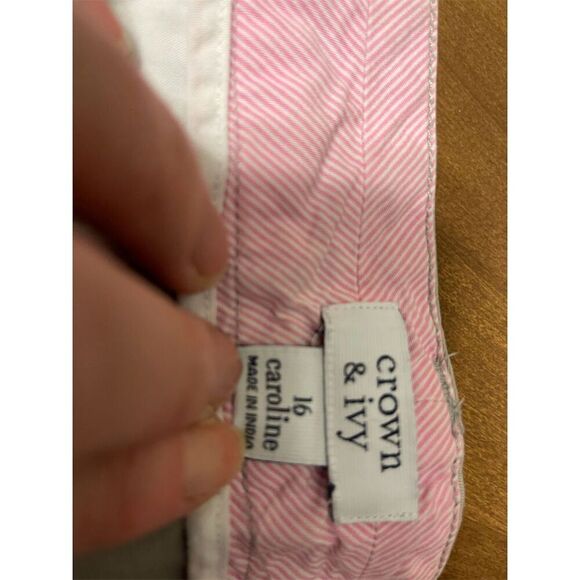 crown
& ivy
16
caroline
MADE IN INDIA